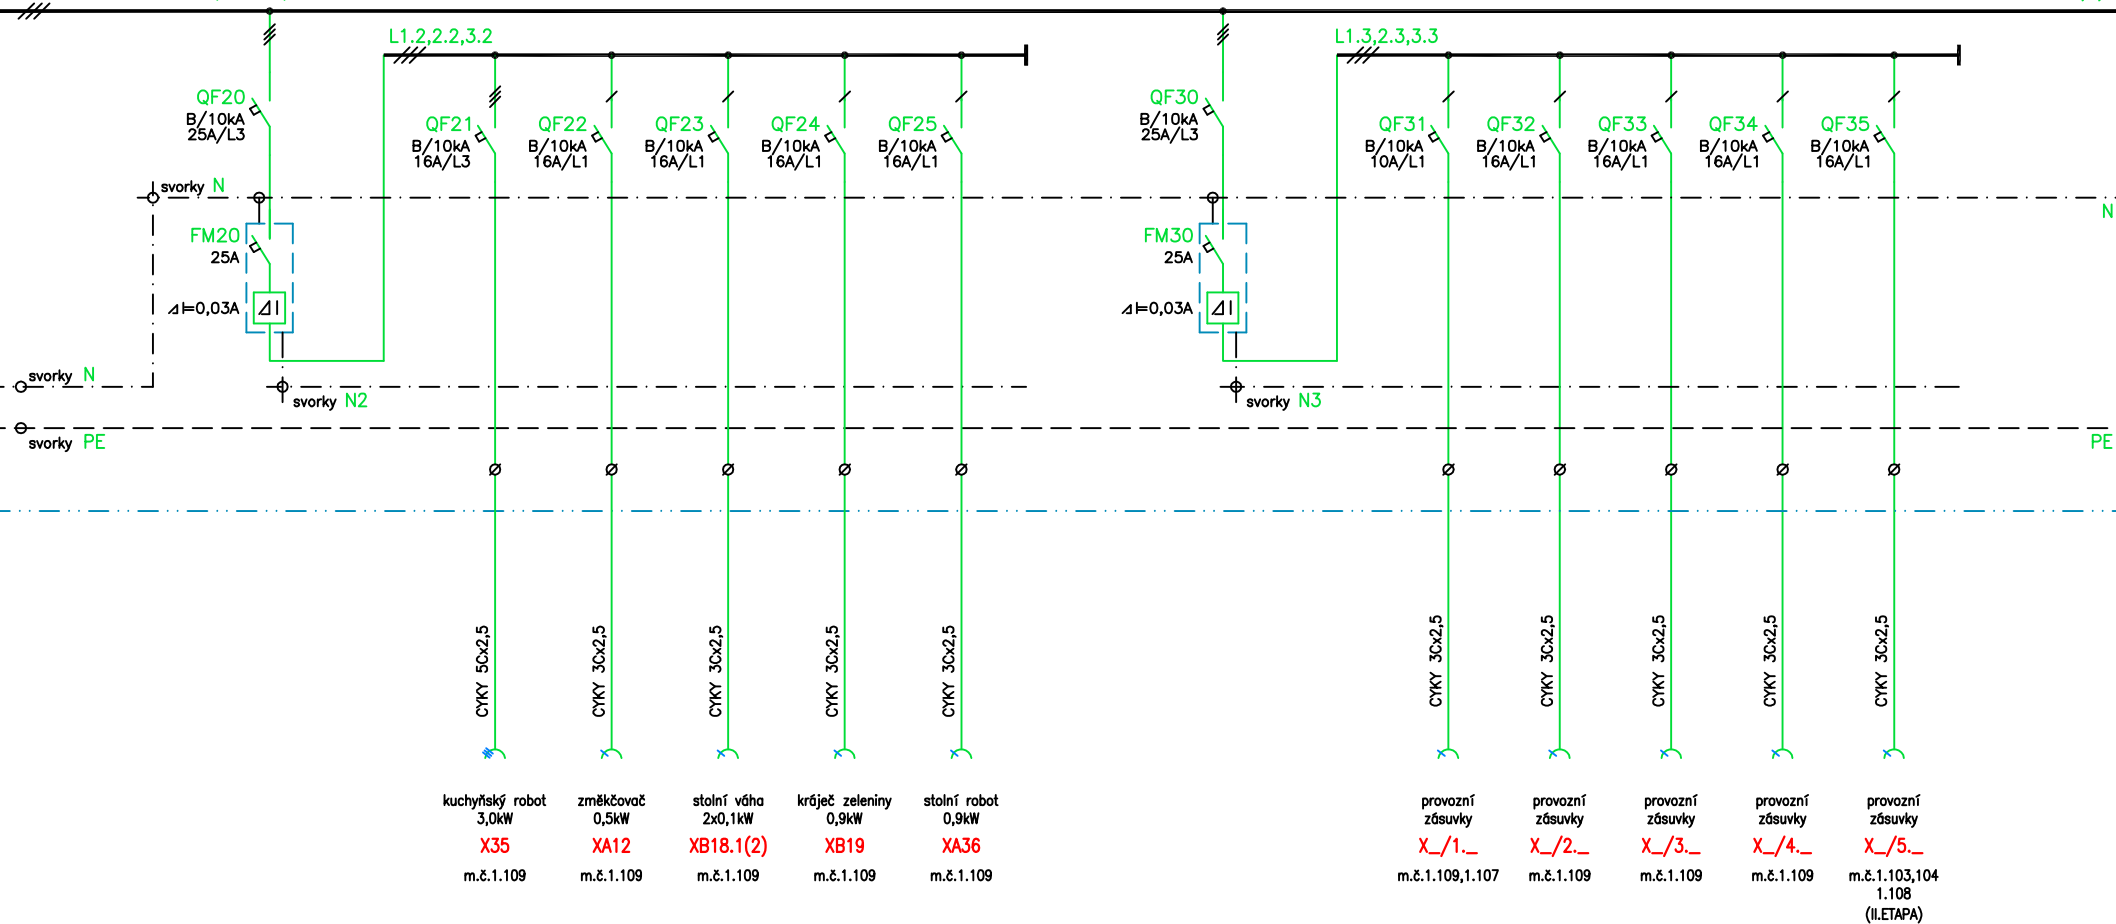 L1.2,2.2,3.2
L1.3,2.3,3.3
QF20
B/10kA
25A/L3
QF21
B/10kA
16A/L3
QF22
B/10kA
16A/L1
QF23
B/10kA
16A/L1
QF24
B/10kA
16A/L1
QF25
B/10kA
16A/L1
QF30
B/10kA
25A/L3
QF31
B/10kA
10A/L1
QF32
B/10kA
16A/L1
QF33
B/10kA
16A/L1
QF34
B/10kA
16A/L1
QF35
B/10kA
16A/L1
svorky N
N
FM20
25A
⊿I=0,03A
⊿I
FM30
25A
⊿I=0,03A
⊿I
svorky N
svorky N2
svorky N3
svorky PE
PE
CYKY 5Cx2,5
CYKY 3Cx2,5
CYKY 3Cx2,5
CYKY 3Cx2,5
CYKY 3Cx2,5
CYKY 3Cx2,5
CYKY 3Cx2,5
CYKY 3Cx2,5
CYKY 3Cx2,5
CYKY 3Cx2,5
kuchyňský robot
3,0kW
X35
m.č.1.109
změkčovač
0,5kW
XA12
m.č.1.109
stolní váha
2x0,1kW
XB18.1(2)
m.č.1.109
kráječ zeleniny
0,9kW
XB19
m.č.1.109
stolní robot
0,9kW
XA36
m.č.1.109
provozní
zásuvky
X_/1._
m.č.1.109,1.107
provozní
zásuvky
X_/2._
m.č.1.109
provozní
zásuvky
X_/3._
m.č.1.109
provozní
zásuvky
X_/4._
m.č.1.109
provozní
zásuvky
X_/5._
m.č.1.103,104
1.108
(II.ETAPA)